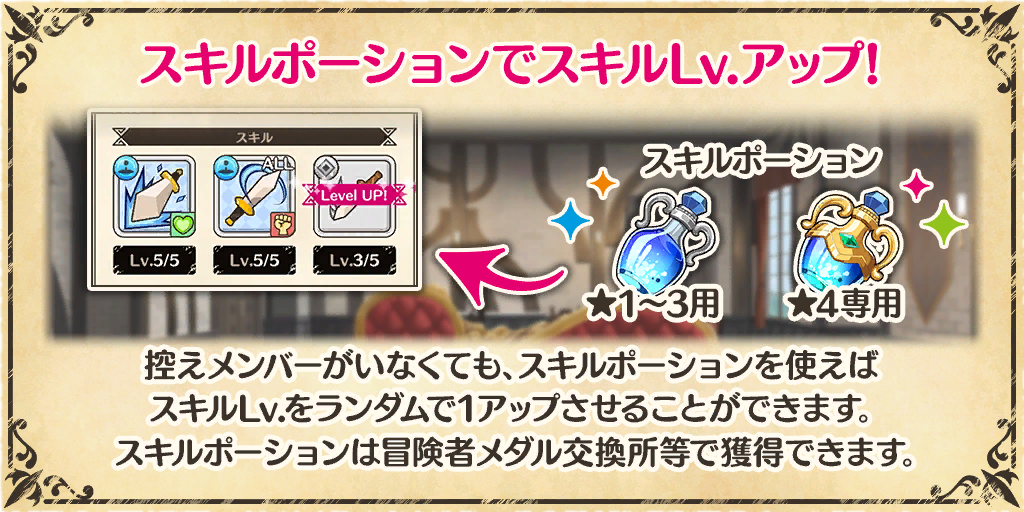 スキルポーションでスキルLv.アップ!
スキル
ALL
Level UP!
Lv.5/5
Lv.5/5
Lv.3/5
スキルポーション
★1～3用
★4専用
控えメンバーがいなくても、スキルポーションを使えば
スキルLv.をランダムで1アップさせることができます。
スキルポーションは冒険者メダル交換所等で獲得できます。